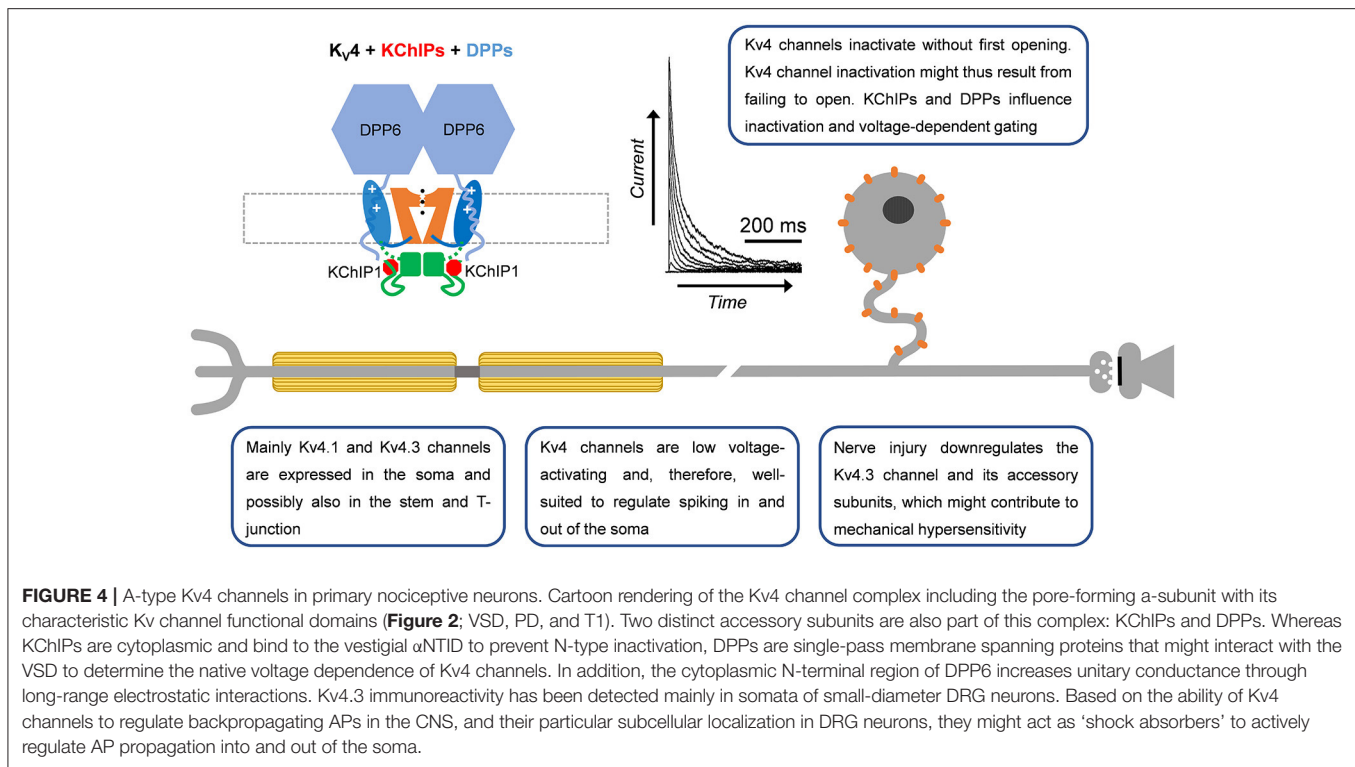 Kv4 + KChIPs + DPPs
DPP6
DPP6
KChIP1
KChIP1
Current
200 ms
Time
Kv4 channels inactivate without first opening.
Kv4 channel inactivation might thus result from
failing to open. KChIPs and DPPs influence
inactivation and voltage-dependent gating
Mainly Kv4.1 and Kv4.3 channels
are expressed in the soma and
possibly also in the stem and T-
junction
Kv4 channels are low voltage-
activating and, therefore, well-
suited to regulate spiking in and
out of the soma
Nerve injury downregulates the
Kv4.3 channel and its accessory
subunits, which might contribute to
mechanical hypersensitivity
FIGURE 4 | A-type Kv4 channels in primary nociceptive neurons. Cartoon rendering of the Kv4 channel complex including the pore-forming a-subunit with its
characteristic Kv channel functional domains (Figure 2; VSD, PD, and T1). Two distinct accessory subunits are also part of this complex: KChIPs and DPPs. Whereas
KChIPs are cytoplasmic and bind to the vestigial αNTID to prevent N-type inactivation, DPPs are single-pass membrane spanning proteins that might interact with the
VSD to determine the native voltage dependence of Kv4 channels. In addition, the cytoplasmic N-terminal region of DPP6 increases unitary conductance through
long-range electrostatic interactions. Kv4.3 immunoreactivity has been detected mainly in somata of small-diameter DRG neurons. Based on the ability of Kv4
channels to regulate backpropagating APs in the CNS, and their particular subcellular localization in DRG neurons, they might act as ‘shock absorbers’ to actively
regulate AP propagation into and out of the soma.